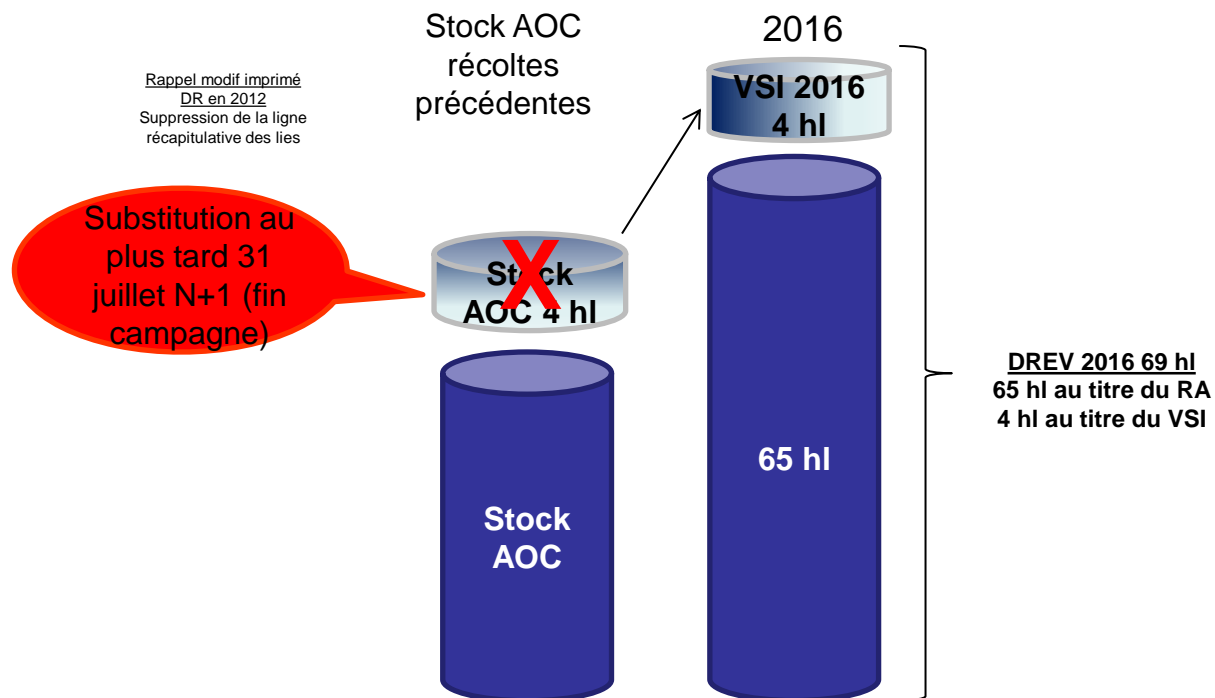 Stock AOC
récoltes
précédentes
2016
Rappel modif imprimé
DR en 2012
Suppression de la ligne
récapitulative des lies
VSI 2016
4 hl
Substitution au
plus tard 31
juillet N+1 (fin
campagne)
X
Stock
AOC 4 hl
DREV 2016 69 hl
65 hl au titre du RA
4 hl au titre du VSI
65 hl
Stock
AOC